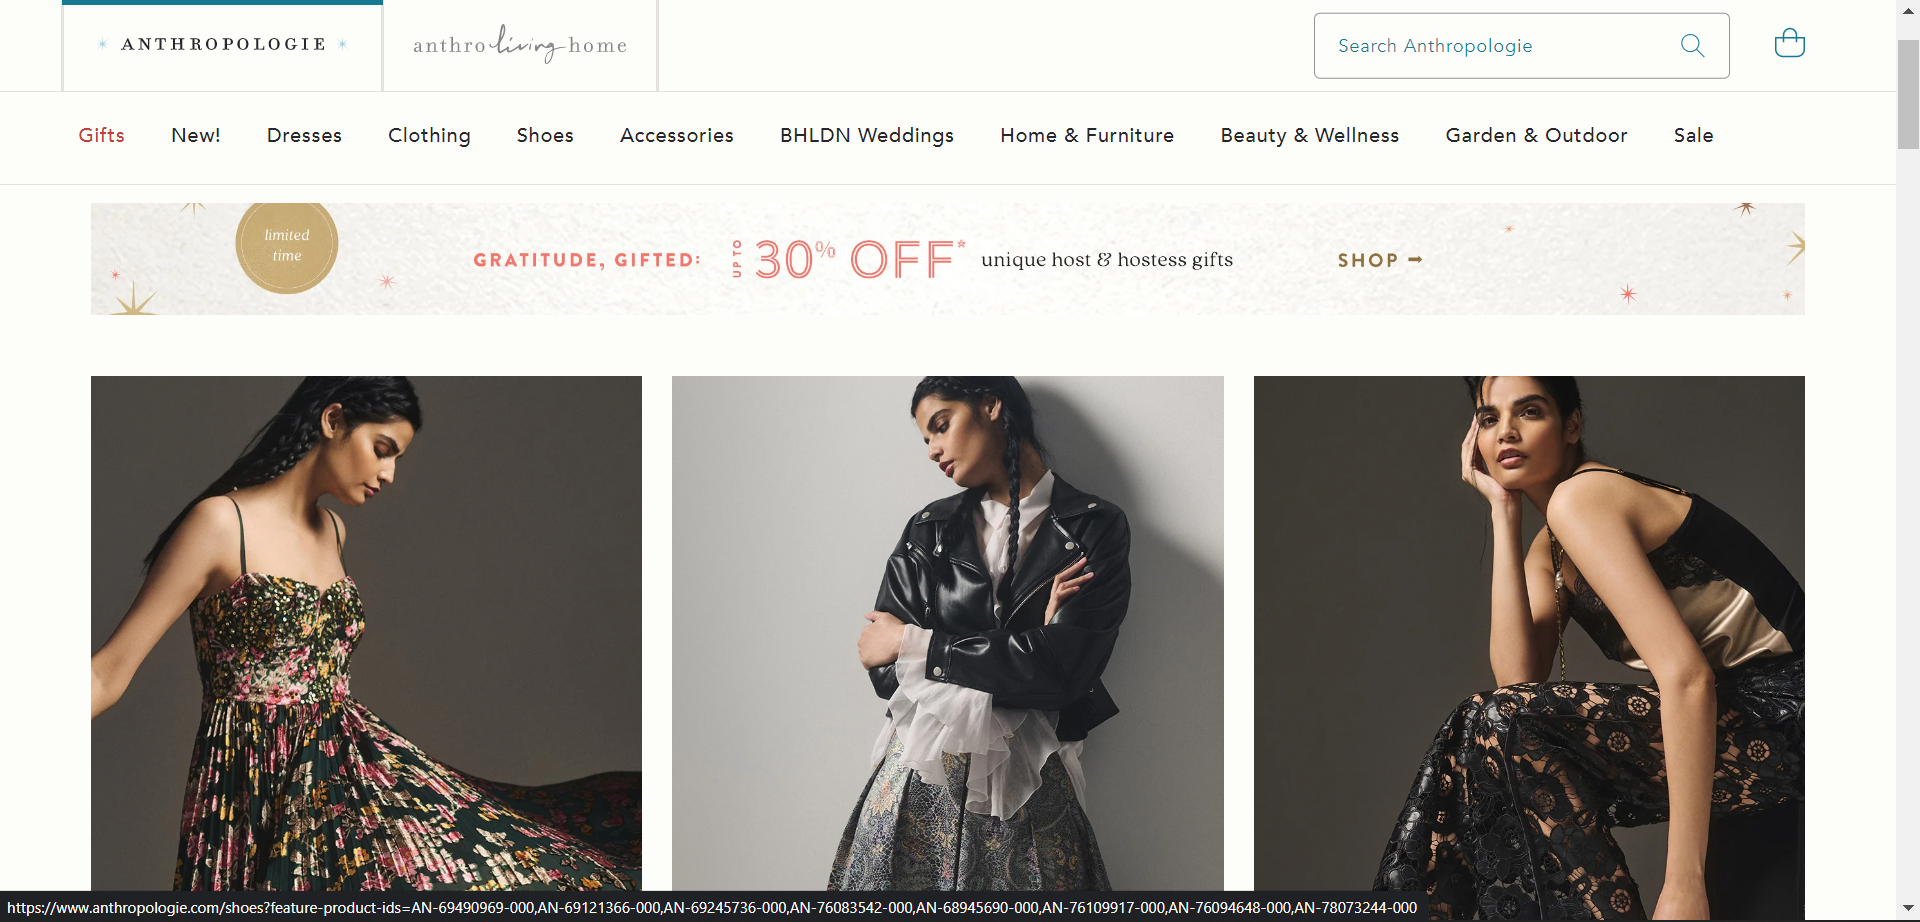 ANTHROPOLOGIE
anthroliving home
Search Anthropologie
Gifts New! Dresses Clothing Shoes Accessories BHLDN Weddings Home & Furniture Beauty & Wellness Garden & Outdoor Sale
limited
time
GRATITUDE, GIFTED: UP TO 30% OFF* unique host & hostess gifts SHOP ➞
https://www.anthropologie.com/shoes?feature-product-ids=AN-69490969-000,AN-69121366-000,AN-69245736-000,AN-76083542-000,AN-68945690-000,AN-76109917-000,AN-76094648-000,AN-78073244-000